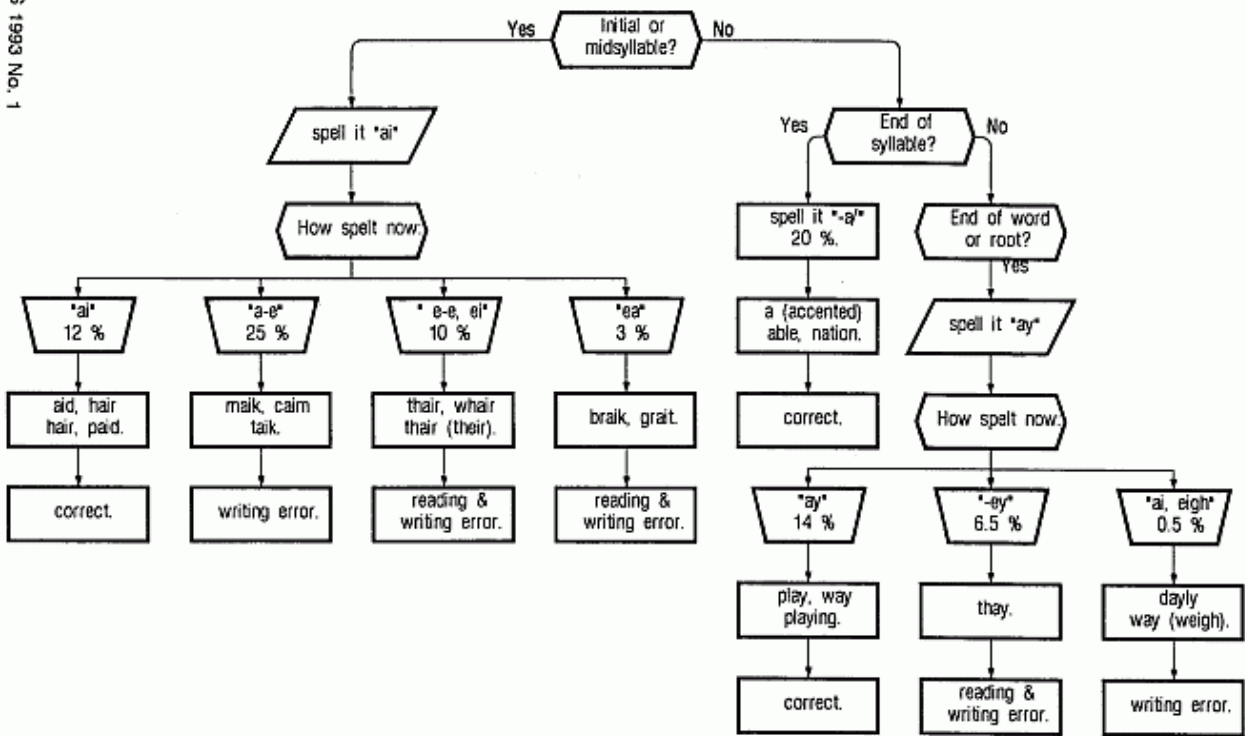 1993 No. 1
Initial or
midsyllable?
Yes
No
spell it "ai"
How spelt now.
"ai"
12 %
"a-e"
25 %
" e-e, ei"
10 %
"ea"
3 %
aid, hair
hair, paid.
maik, caim
taik.
thair, whair
thair (their).
braik, grait.
correct.
writing error.
reading &
writing error.
reading &
writing error.
End of
syllable?
Yes
No
spell it "-a/"
20 %.
a (accented)
able, nation.
correct.
End of word
or root?
Yes
spell it "ay"
How spelt now.
"ay"
14 %
"-ey"
6.5 %
"ai, eigh"
0.5 %
play, way
playing.
thay.
dayly
way (weigh).
correct.
reading &
writing error.
writing error.